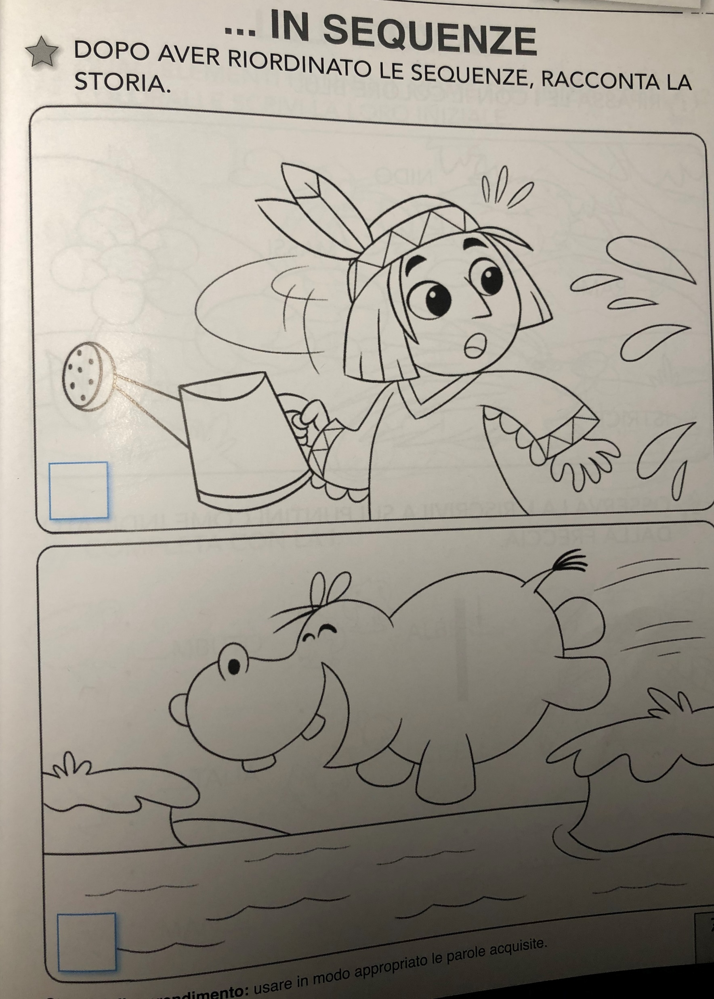 ... IN SEQUENZE
DOPO AVER RIORDINATO LE SEQUENZE, RACCONTA LA
STORIA.
usare in modo appropriato le parole acquisite.